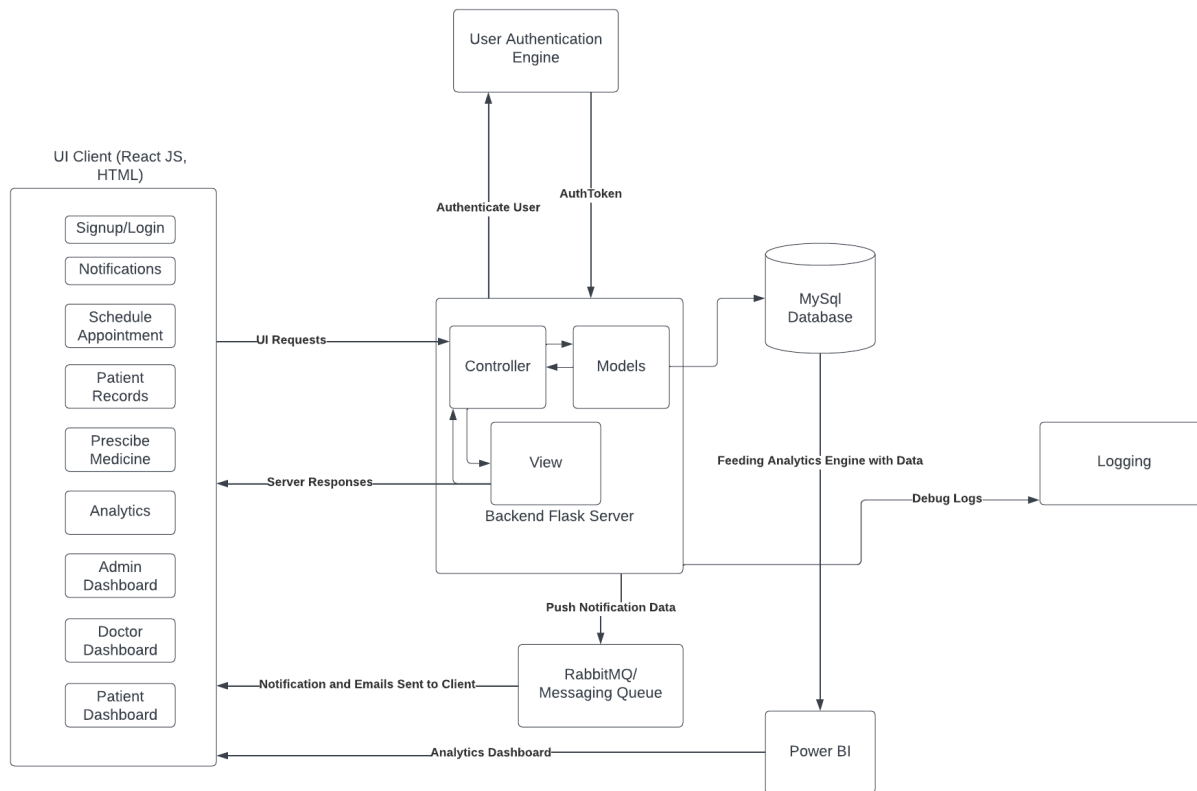 User Authentication
Engine
UI Client (React JS,
HTML)
Signup/Login
Notifications
Schedule
Appointment
Patient
Records
Prescibe
Medicine
Analytics
Admin
Dashboard
Doctor
Dashboard
Patient
Dashboard
Authenticate User
AuthToken
UI Requests
Server Responses
Controller
Models
View
Backend Flask Server
MySql
Database
Feeding Analytics Engine with Data
Debug Logs
Logging
Push Notification Data
RabbitMQ/
Messaging Queue
Notification and Emails Sent to Client
Analytics Dashboard
Power BI